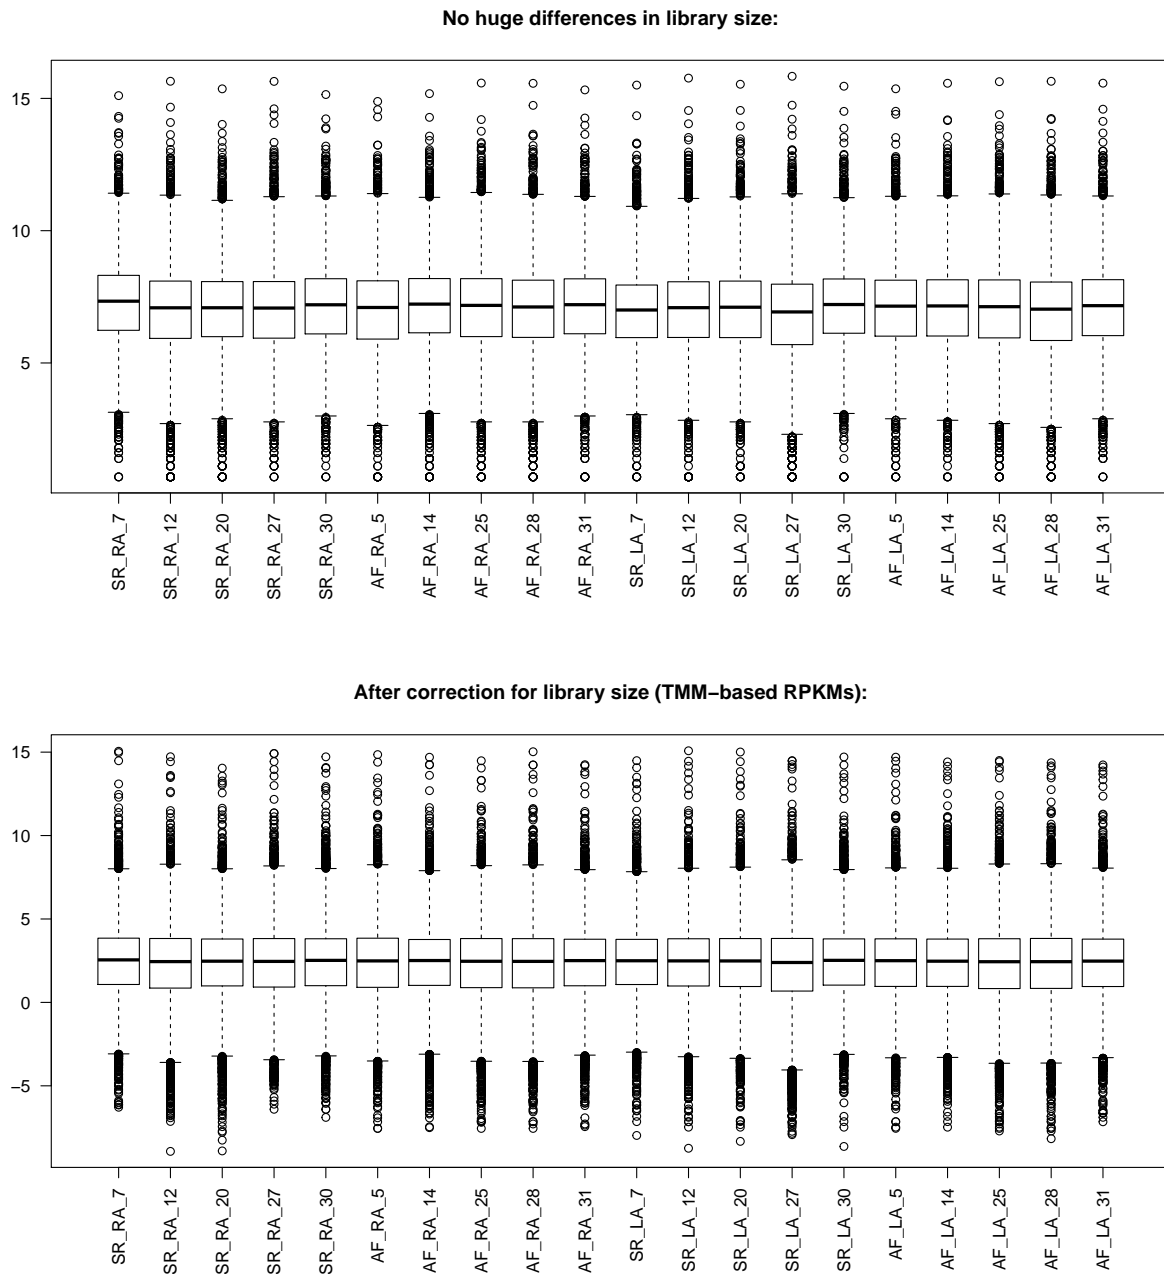 No huge differences in library size:
15
10
5
SR_RA_7 SR_RA_12 SR_RA_20 SR_RA_27 SR_RA_30 AF_RA_5 AF_RA_14 AF_RA_25 AF_RA_28 AF_RA_31 SR_LA_7 SR_LA_12 SR_LA_20 SR_LA_27 SR_LA_30 AF_LA_5 AF_LA_14 AF_LA_25 AF_LA_28 AF_LA_31
After correction for library size (TMM−based RPKMs):
15
10
5
0
−5
SR_RA_7 SR_RA_12 SR_RA_20 SR_RA_27 SR_RA_30 AF_RA_5 AF_RA_14 AF_RA_25 AF_RA_28 AF_RA_31 SR_LA_7 SR_LA_12 SR_LA_20 SR_LA_27 SR_LA_30 AF_LA_5 AF_LA_14 AF_LA_25 AF_LA_28 AF_LA_31